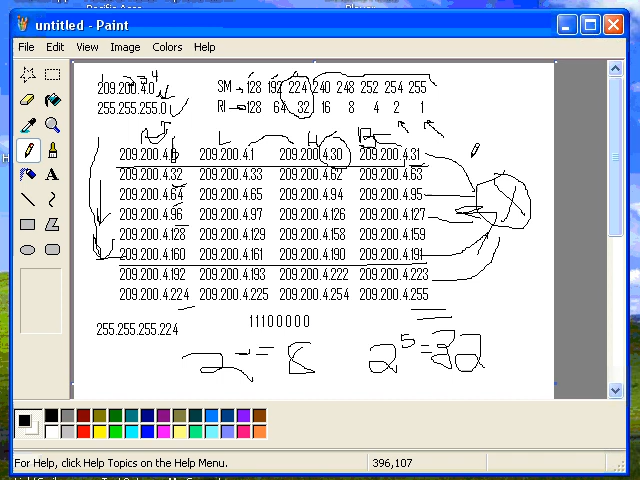 untitled - Paint
File Edit View Image Colors Help
209.200.4.0
255.255.255.0
SM 128 192 224 240 248 252 254 255
RI 128 64 32 16 8 4 2 1
N L H B
209.200.4.0 209.200.4.1 209.200.4.30 209.200.4.31
209.200.4.32 209.200.4.33 209.200.4.62 209.200.4.63
209.200.4.64 209.200.4.65 209.200.4.94 209.200.4.95
209.200.4.96 209.200.4.97 209.200.4.126 209.200.4.127
209.200.4.128 209.200.4.129 209.200.4.158 209.200.4.159
209.200.4.160 209.200.4.161 209.200.4.190 209.200.4.191
209.200.4.192 209.200.4.193 209.200.4.222 209.200.4.223
209.200.4.224 209.200.4.225 209.200.4.254 209.200.4.255
255.255.255.224 11100000
2 = 8 2⁵=32
For Help, click Help Topics on the Help Menu. 396,107